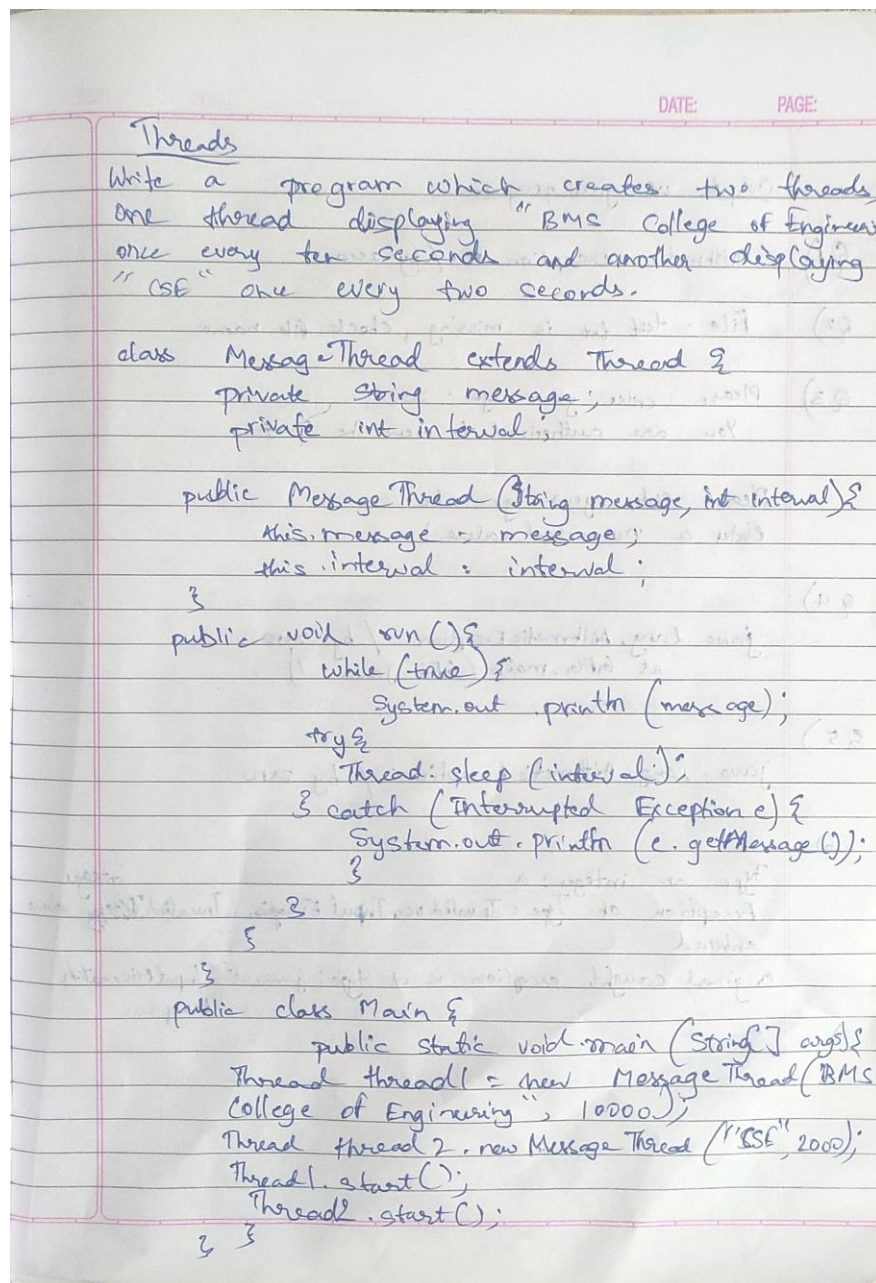 DATE: PAGE:
Threads
Write a program which creates two threads,
one thread displaying "BMS College of Engineer
once every ten seconds and another displaying
"CSE" once every two seconds.
class MessageThread extends Thread {
private String message;
private int interval;
public MessageThread (String message, int interval){
this.message = message;
this.interval = interval;
}
public void run (){
while (true) {
System.out.println (message);
try{
Thread.sleep (interval);
} catch (Interrupted Exception e) {
System.out.println (e.getMessage ());
}
}
}
}
public class Main {
public static void main (String[] args){
Thread thread1 = new MessageThread ("BMS
College of Engineering", 10000);
Thread thread2 = new MessageThread ("CSE", 2000);
Thread1.start ();
Thread2.start ();
} }